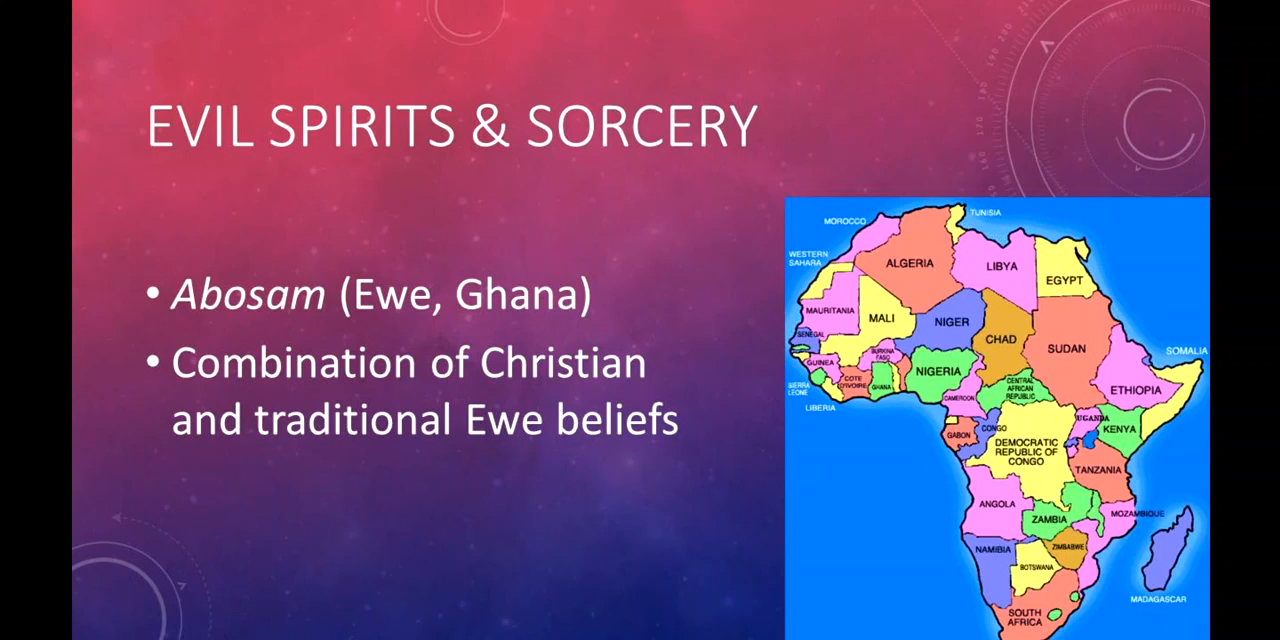 EVIL SPIRITS & SORCERY
• Abosam (Ewe, Ghana)
• Combination of Christian
and traditional Ewe beliefs
MOROCCO
TUNISIA
WESTERN
SAHARA
ALGERIA
LIBYA
EGYPT
MAURITANIA
MALI
NIGER
CHAD
SUDAN
SENEGAL
GUINEA
BURKINA
FASO
NIGERIA
SOMALIA
ETHIOPIA
SIERRA
LEONE
COTE
D'IVOIRE
GHANA
LIBERIA
CAMEROON
CENTRAL
AFRICAN
REPUBLIC
UGANDA
KENYA
GABON
CONGO
DEMOCRATIC
REPUBLIC OF
CONGO
TANZANIA
ANGOLA
ZAMBIA
MOZAMBIQUE
NAMIBIA
ZIMBABWE
BOTSWANA
MADAGASCAR
SOUTH
AFRICA